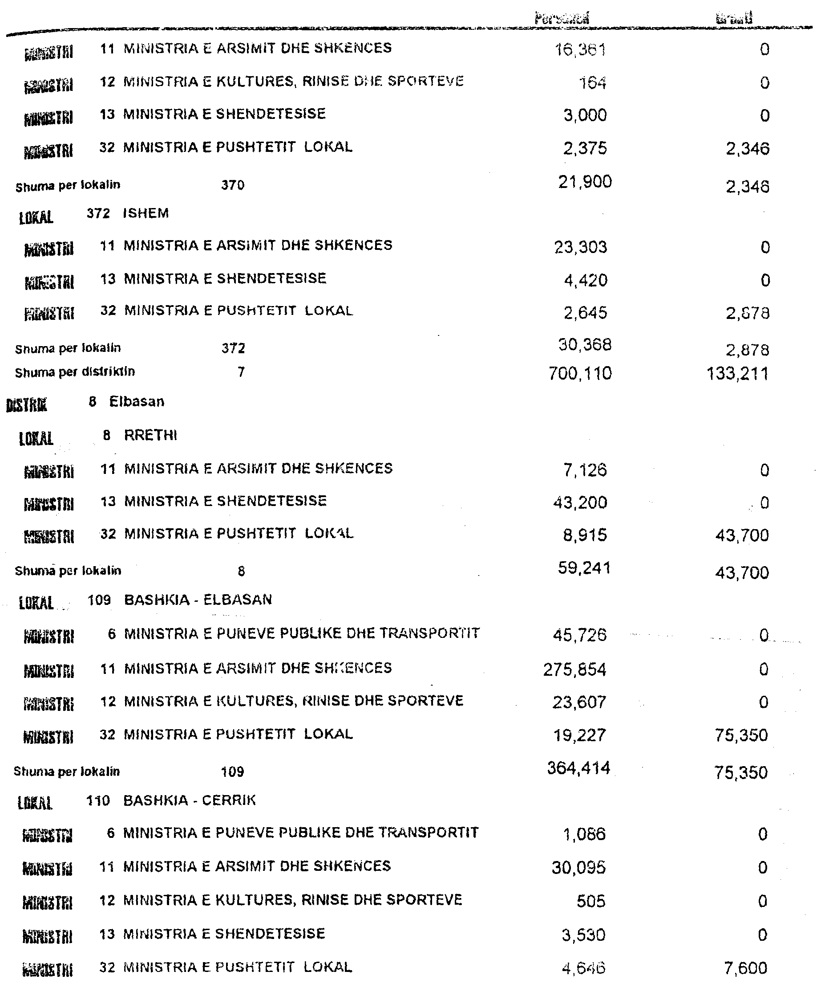 Personeli Granti
MINISTRI 11 MINISTRIA E ARSIMIT DHE SHKENCES 16,361 0
MINISTRI 12 MINISTRIA E KULTURES, RINISE DHE SPORTEVE 164 0
MINISTRI 13 MINISTRIA E SHENDETESISE 3,000 0
MINISTRI 32 MINISTRIA E PUSHTETIT LOKAL 2,375 2,346
Shuma per lokalin 370 21,900 2,346
LOKAL 372 ISHEM
MINISTRI 11 MINISTRIA E ARSIMIT DHE SHKENCES 23,303 0
MINISTRI 13 MINISTRIA E SHENDETESISE 4,420 0
MINISTRI 32 MINISTRIA E PUSHTETIT LOKAL 2,645 2,878
Shuma per lokalin 372 30,368 2,878
Shuma per distriktin 7 700,110 133,211
DISTRIK 8 Elbasan
LOKAL 8 RRETHI
MINISTRI 11 MINISTRIA E ARSIMIT DHE SHKENCES 7,126 0
MINISTRI 13 MINISTRIA E SHENDETESISE 43,200 0
MINISTRI 32 MINISTRIA E PUSHTETIT LOKAL 8,915 43,700
Shuma per lokalin 8 59,241 43,700
LOKAL 109 BASHKIA - ELBASAN
MINISTRI 6 MINISTRIA E PUNEVE PUBLIKE DHE TRANSPORTIT 45,726 0
MINISTRI 11 MINISTRIA E ARSIMIT DHE SHKENCES 275,854 0
MINISTRI 12 MINISTRIA E KULTURES, RINISE DHE SPORTEVE 23,607 0
MINISTRI 32 MINISTRIA E PUSHTETIT LOKAL 19,227 75,350
Shuma per lokalin 109 364,414 75,350
LOKAL 110 BASHKIA - CERRIK
MINISTRI 6 MINISTRIA E PUNEVE PUBLIKE DHE TRANSPORTIT 1,086 0
MINISTRI 11 MINISTRIA E ARSIMIT DHE SHKENCES 30,095 0
MINISTRI 12 MINISTRIA E KULTURES, RINISE DHE SPORTEVE 505 0
MINISTRI 13 MINISTRIA E SHENDETESISE 3,530 0
MINISTRI 32 MINISTRIA E PUSHTETIT LOKAL 4,646 7,600